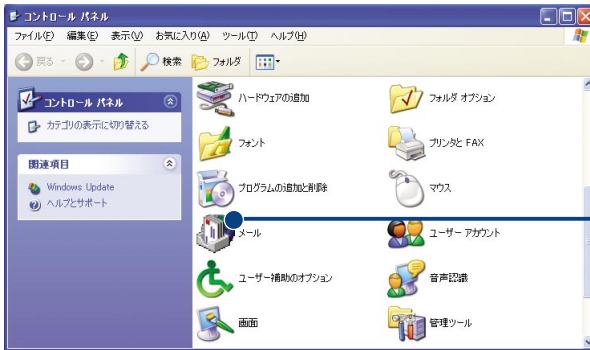 コントロール パネル
ファイル(F) 編集(E) 表示(V) お気に入り(A) ツール(T) ヘルプ(H)
戻る 検索 フォルダ
コントロール パネル
カテゴリの表示に切り替える
関連項目
Windows Update
ヘルプとサポート
ハードウェアの追加 フォルダ オプション
フォント プリンタと FAX
プログラムの追加と削除 マウス
メール ユーザー アカウント
ユーザー補助のオプション 音声認識
画面 管理ツール